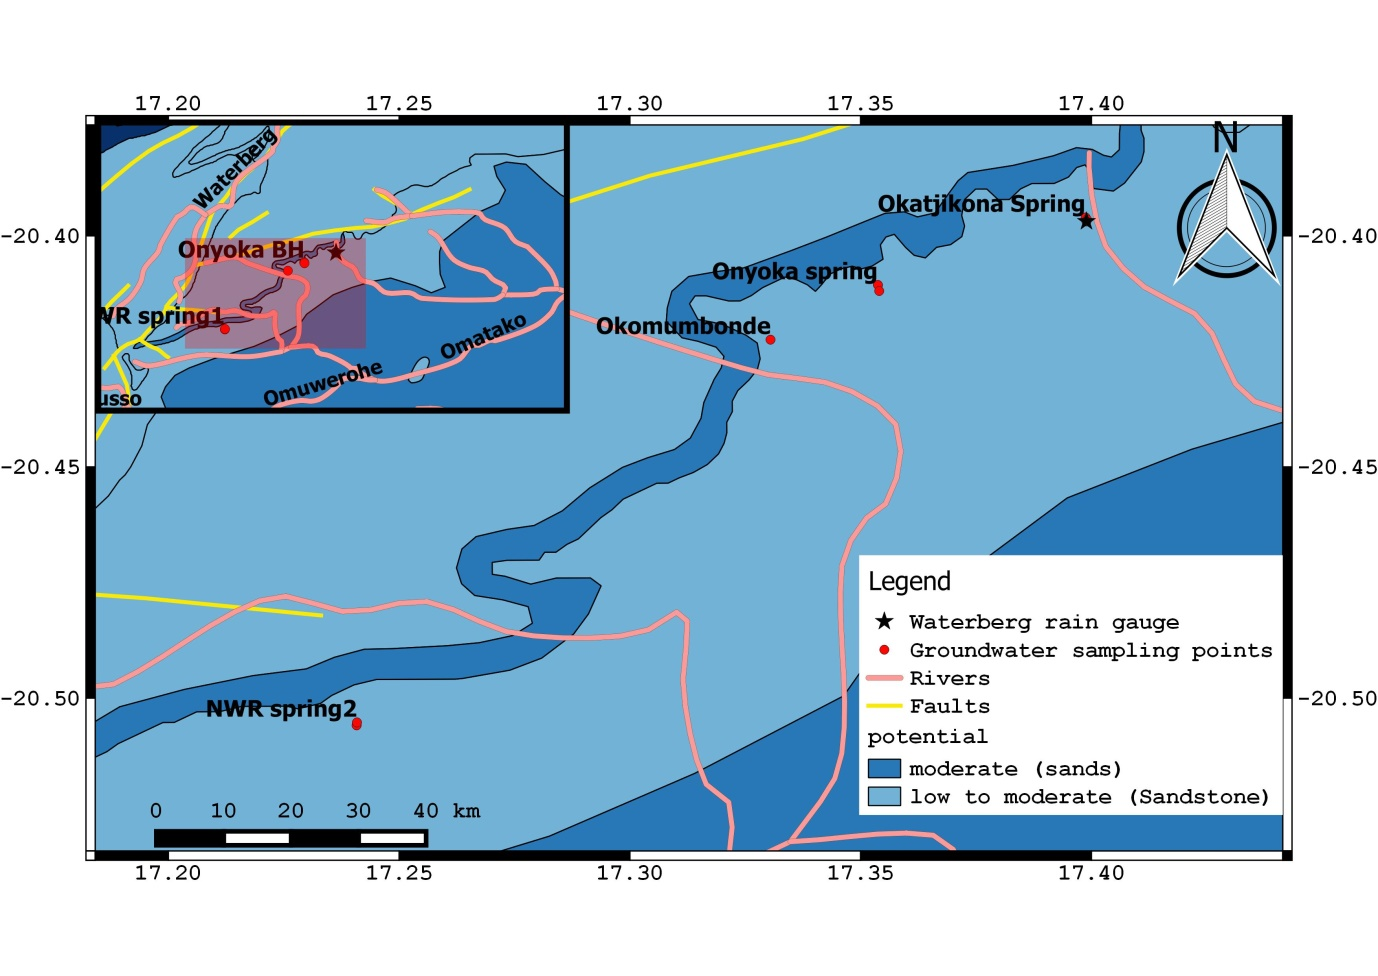 17.20 17.25 17.30 17.35 17.40
N
Waterberg
Okatjikona Spring
-20.40 -20.40
Onyoka BH
Onyoka spring
WR spring1
Okomumbonde
Omatako
Omuwerohe
usso
-20.45 -20.45
Legend
Waterberg rain gauge
Groundwater sampling points
Rivers
-20.50 -20.50
NWR spring2
Faults
potential
moderate (sands)
low to moderate (Sandstone)
0 10 20 30 40 km
17.20 17.25 17.30 17.35 17.40